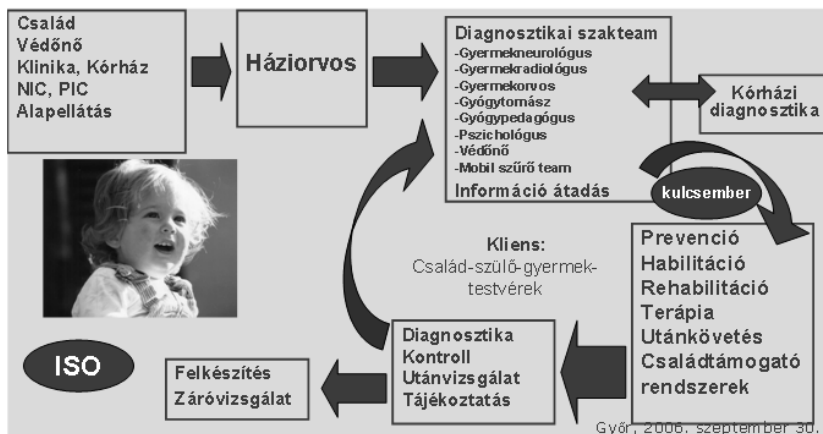 Család
Védőnő
Klinika, Kórház
NIC, PIC
Alapellátás
Háziorvos
Diagnosztikai szakteam
-Gyermekneurológus
-Gyermekradiológus
-Gyermekorvos
-Gyógytornász
-Gyógypedagógus
-Pszichológus
-Védőnő
-Mobil szűrő team
Információ átadás
Kórházi
diagnosztika
kulcsember
Kliens:
Család-szülő-gyermek-
testvérek
Prevenció
Habilitáció
Rehabilitáció
Terápia
Utánkövetés
Családtámogató
rendszerek
Diagnosztika
Kontroll
Utánvizsgálat
Tájékoztatás
Felkészítés
Záróvizsgálat
ISO
Győr, 2006. szeptember 30.